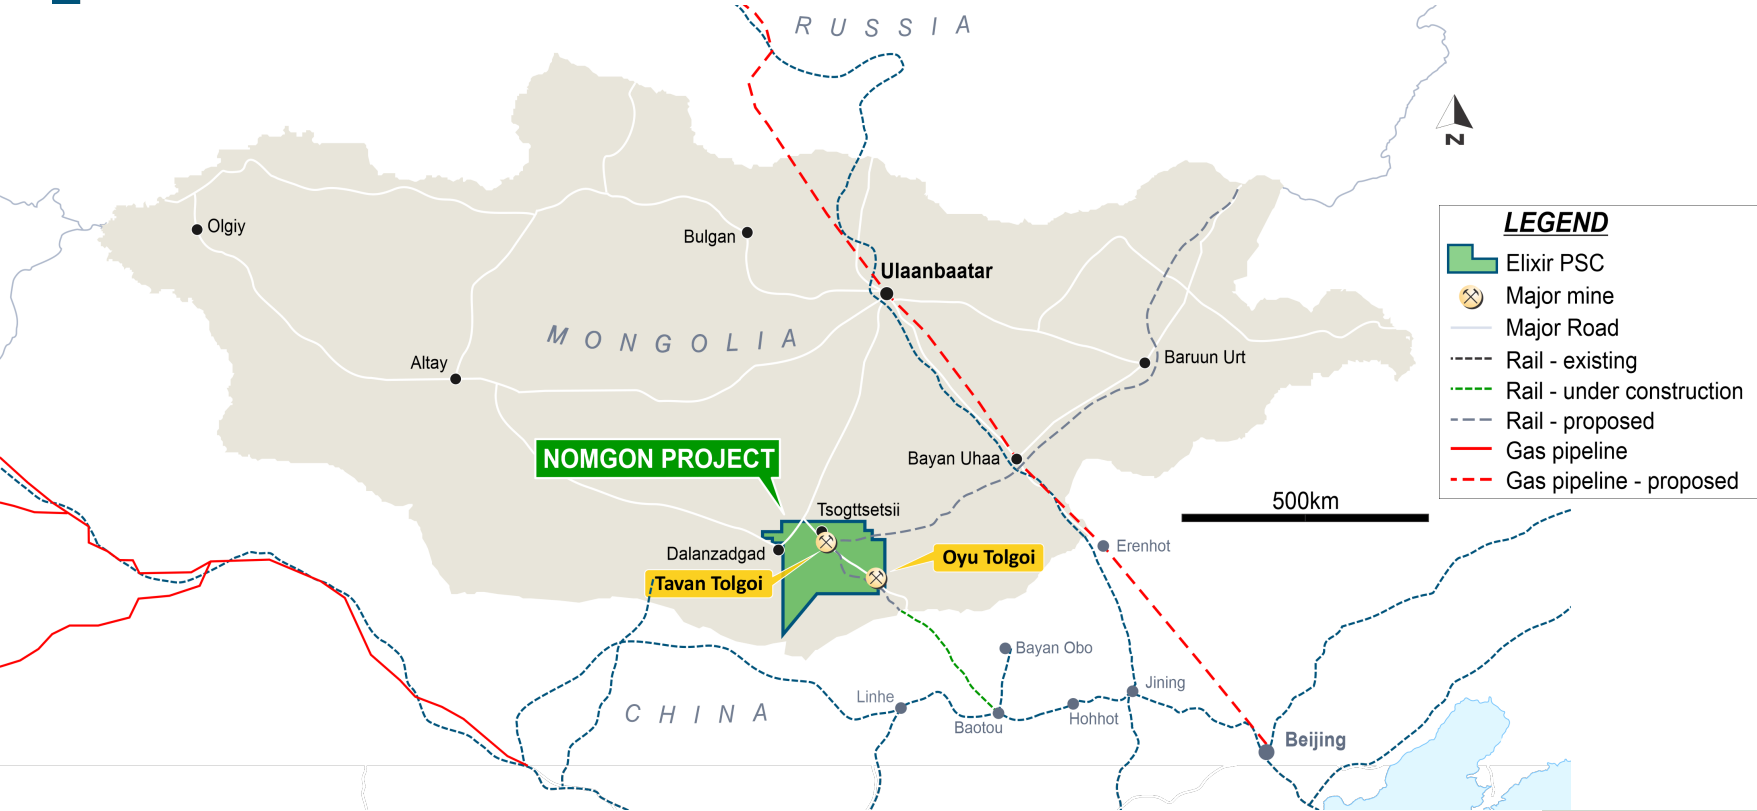 RUSSIA
N
Olgiy
Bulgan
LEGEND
Elixir PSC
Ulaanbaatar
Major mine
Major Road
MONGOLIA
Altay
Baruun Urt
Rail - existing
Rail - under construction
Rail - proposed
NOMGON PROJECT
Bayan Uhaa
Gas pipeline
Gas pipeline - proposed
500km
Tsogttsetsii
Dalanzadgad
Erenhot
Oyu Tolgoi
Tavan Tolgoi
Bayan Obo
Jining
Linhe
CHINA
Hohhot
Baotou
Beijing